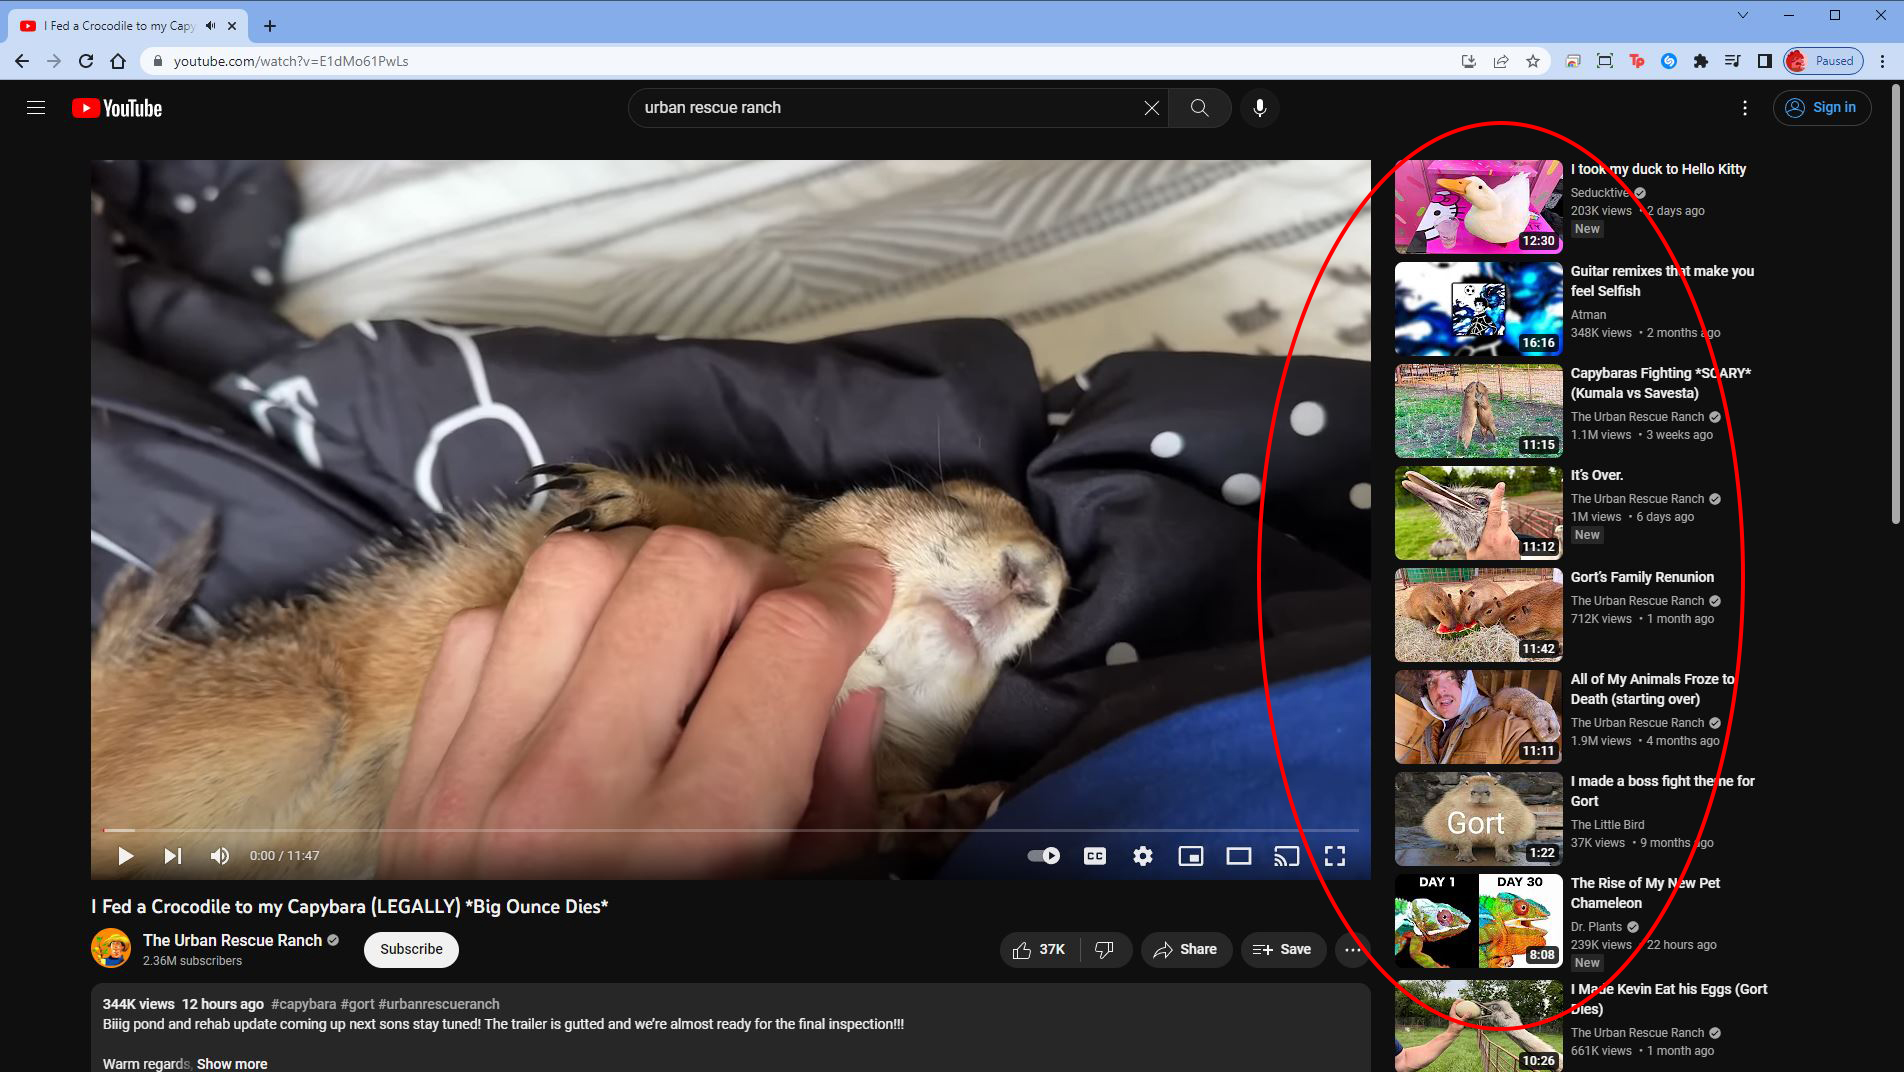 I Fed a Crocodile to my Capy
youtube.com/watch?v=E1dMo61PwLs
Tp
Paused
YouTube
urban rescue ranch
Sign in
0:00 / 11:47
CC
I Fed a Crocodile to my Capybara (LEGALLY) *Big Ounce Dies*
The Urban Rescue Ranch
2.36M subscribers
Subscribe
37K
Share
Save
344K views 12 hours ago #capybara #gort #urbanrescueranch
Biiig pond and rehab update coming up next sons stay tuned! The trailer is gutted and we're almost ready for the final inspection!!!
Warm regards, Show more
12:30
I took my duck to Hello Kitty
Seducktive
203K views • 2 days ago
New
16:16
Guitar remixes that make you
feel Selfish
Atman
348K views • 2 months ago
11:15
Capybaras Fighting *SCARY*
(Kumala vs Savesta)
The Urban Rescue Ranch
1.1M views • 3 weeks ago
11:12
It's Over.
The Urban Rescue Ranch
1M views • 6 days ago
New
11:42
Gort's Family Renunion
The Urban Rescue Ranch
712K views • 1 month ago
11:11
All of My Animals Froze to
Death (starting over)
The Urban Rescue Ranch
1.9M views • 4 months ago
Gort
1:22
I made a boss fight theme for
Gort
The Little Bird
37K views • 9 months ago
DAY 1 DAY 30
8:08
The Rise of My New Pet
Chameleon
Dr. Plants
239K views • 22 hours ago
New
10:26
I Made Kevin Eat his Eggs (Gort
Dies)
The Urban Rescue Ranch
661K views • 1 month ago